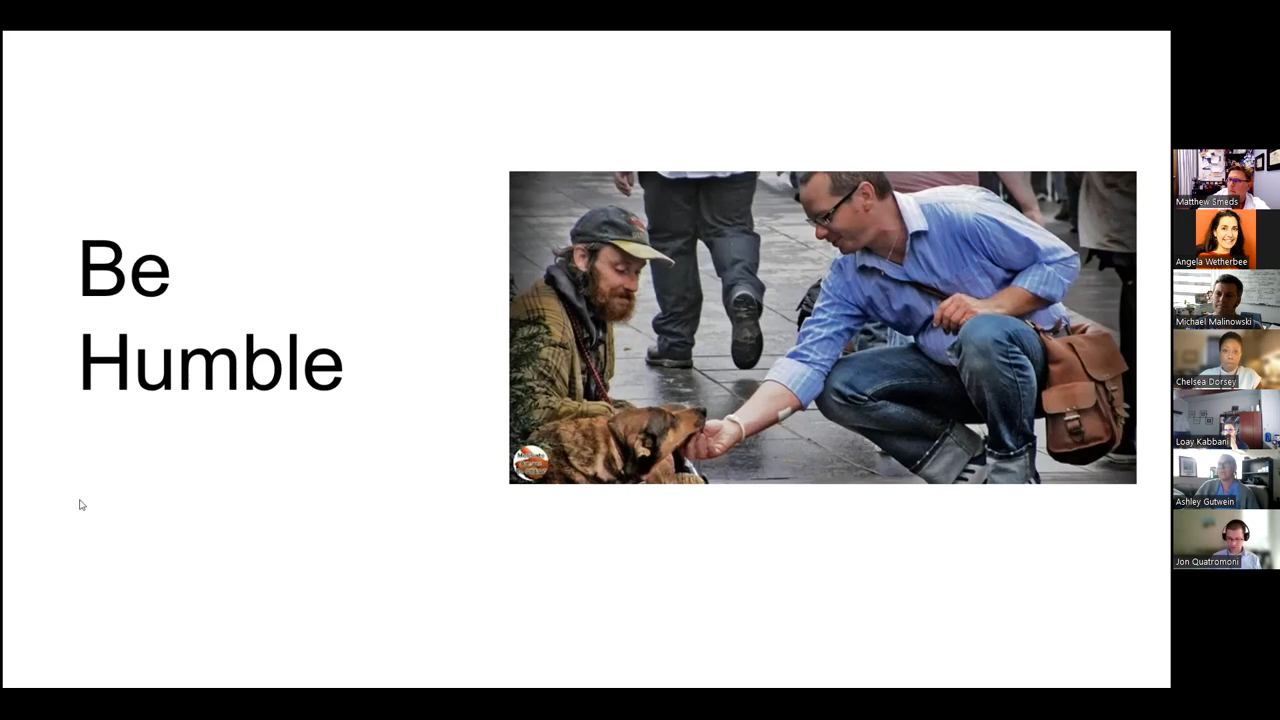 Be
Humble
Matthew Smeds
Angela Wetherbee
Michael Malinowski
Chelsea Dorsey
Loay Kabbani
Ashley Gutwein
Jon Quatromoni